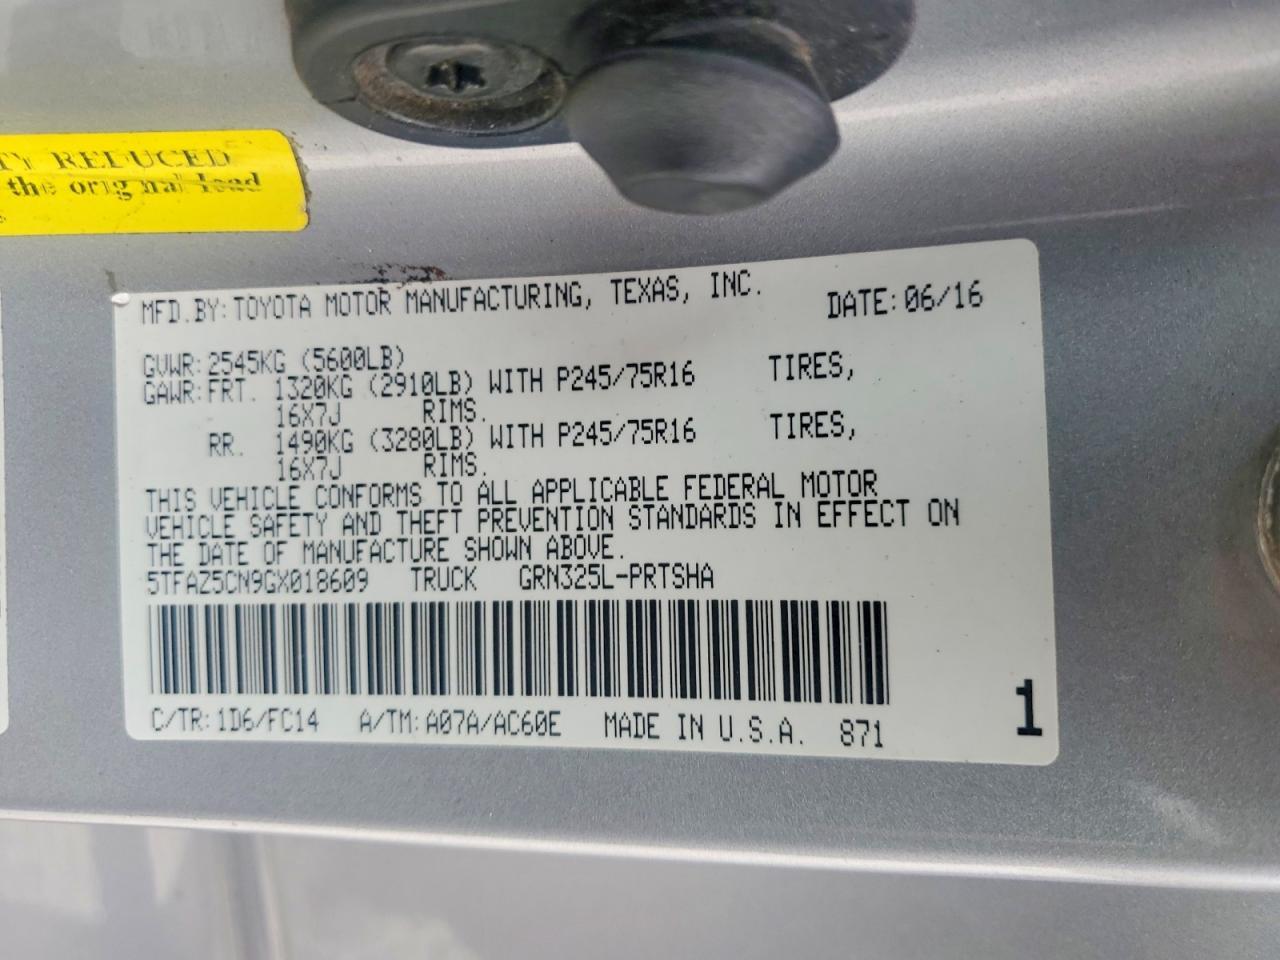 REDUCED
the original load
MFD.BY:TOYOTA MOTOR MANUFACTURING, TEXAS, INC. DATE:06/16
GVWR:2545KG (5600LB)
GAWR:FRT. 1320KG (2910LB) WITH P245/75R16 TIRES,
16X7J RIMS.
RR. 1490KG (3280LB) WITH P245/75R16 TIRES,
16X7J RIMS.
THIS VEHICLE CONFORMS TO ALL APPLICABLE FEDERAL MOTOR
VEHICLE SAFETY AND THEFT PREVENTION STANDARDS IN EFFECT ON
THE DATE OF MANUFACTURE SHOWN ABOVE.
5TFAZ5CN9GX018609 TRUCK GRN325L-PRTSHA
C/TR:1D6/FC14 A/TM:A07A/AC60E MADE IN U.S.A. 871
1